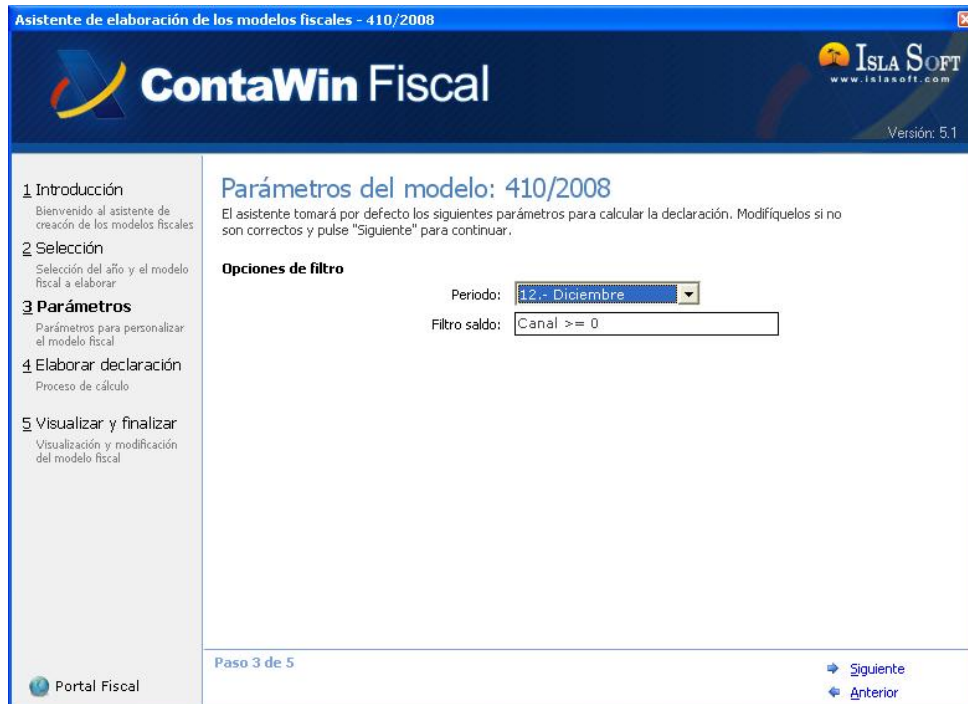 Asistente de elaboración de los modelos fiscales - 410/2008
ContaWin Fiscal
ISLA SOFT
www.islasoft.com
Versión: 5.1
1 Introducción
Bienvenido al asistente de
creacón de los modelos fiscales
2 Selección
Selección del año y el modelo
fiscal a elaborar
3 Parámetros
Parámetros para personalizar
el modelo fiscal
4 Elaborar declaración
Proceso de cálculo
5 Visualizar y finalizar
Visualización y modificación
del modelo fiscal
Portal Fiscal
Parámetros del modelo: 410/2008
El asistente tomará por defecto los siguientes parámetros para calcular la declaración. Modifíquelos si no
son correctos y pulse "Siguiente" para continuar.
Opciones de filtro
Periodo: 12.- Diciembre
Filtro saldo: Canal >= 0
Paso 3 de 5
Siguiente
Anterior